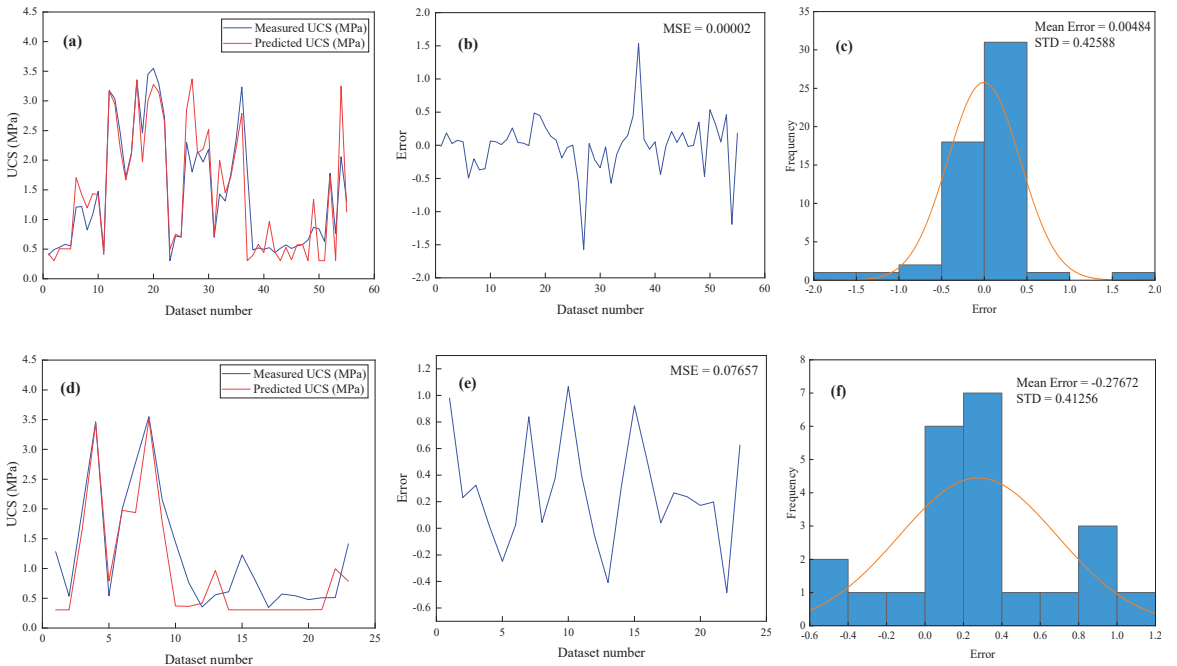 (a)
Measured UCS (MPa)
Predicted UCS (MPa)
4.5
4.0
3.5
3.0
2.5
2.0
1.5
1.0
0.5
0.0
UCS (MPa)
0 10 20 30 40 50 60
Dataset number
(b)
MSE = 0.00002
2.0
1.5
1.0
0.5
0.0
-0.5
-1.0
-1.5
-2.0
Error
0 10 20 30 40 50 60
Dataset number
(c)
Mean Error = 0.00484
STD = 0.42588
35
30
25
20
15
10
5
0
Frequency
-2.0 -1.5 -1.0 -0.5 0.0 0.5 1.0 1.5 2.0
Error
(d)
Measured UCS (MPa)
Predicted UCS (MPa)
4.5
4.0
3.5
3.0
2.5
2.0
1.5
1.0
0.5
0.0
UCS (MPa)
0 5 10 15 20 25
Dataset number
(e)
MSE = 0.07657
1.2
1.0
0.8
0.6
0.4
0.2
0.0
-0.2
-0.4
-0.6
Error
0 5 10 15 20 25
Dataset number
(f)
Mean Error = -0.27672
STD = 0.41256
8
7
6
5
4
3
2
1
0
Frequency
-0.6 -0.4 -0.2 0.0 0.2 0.4 0.6 0.8 1.0 1.2
Error